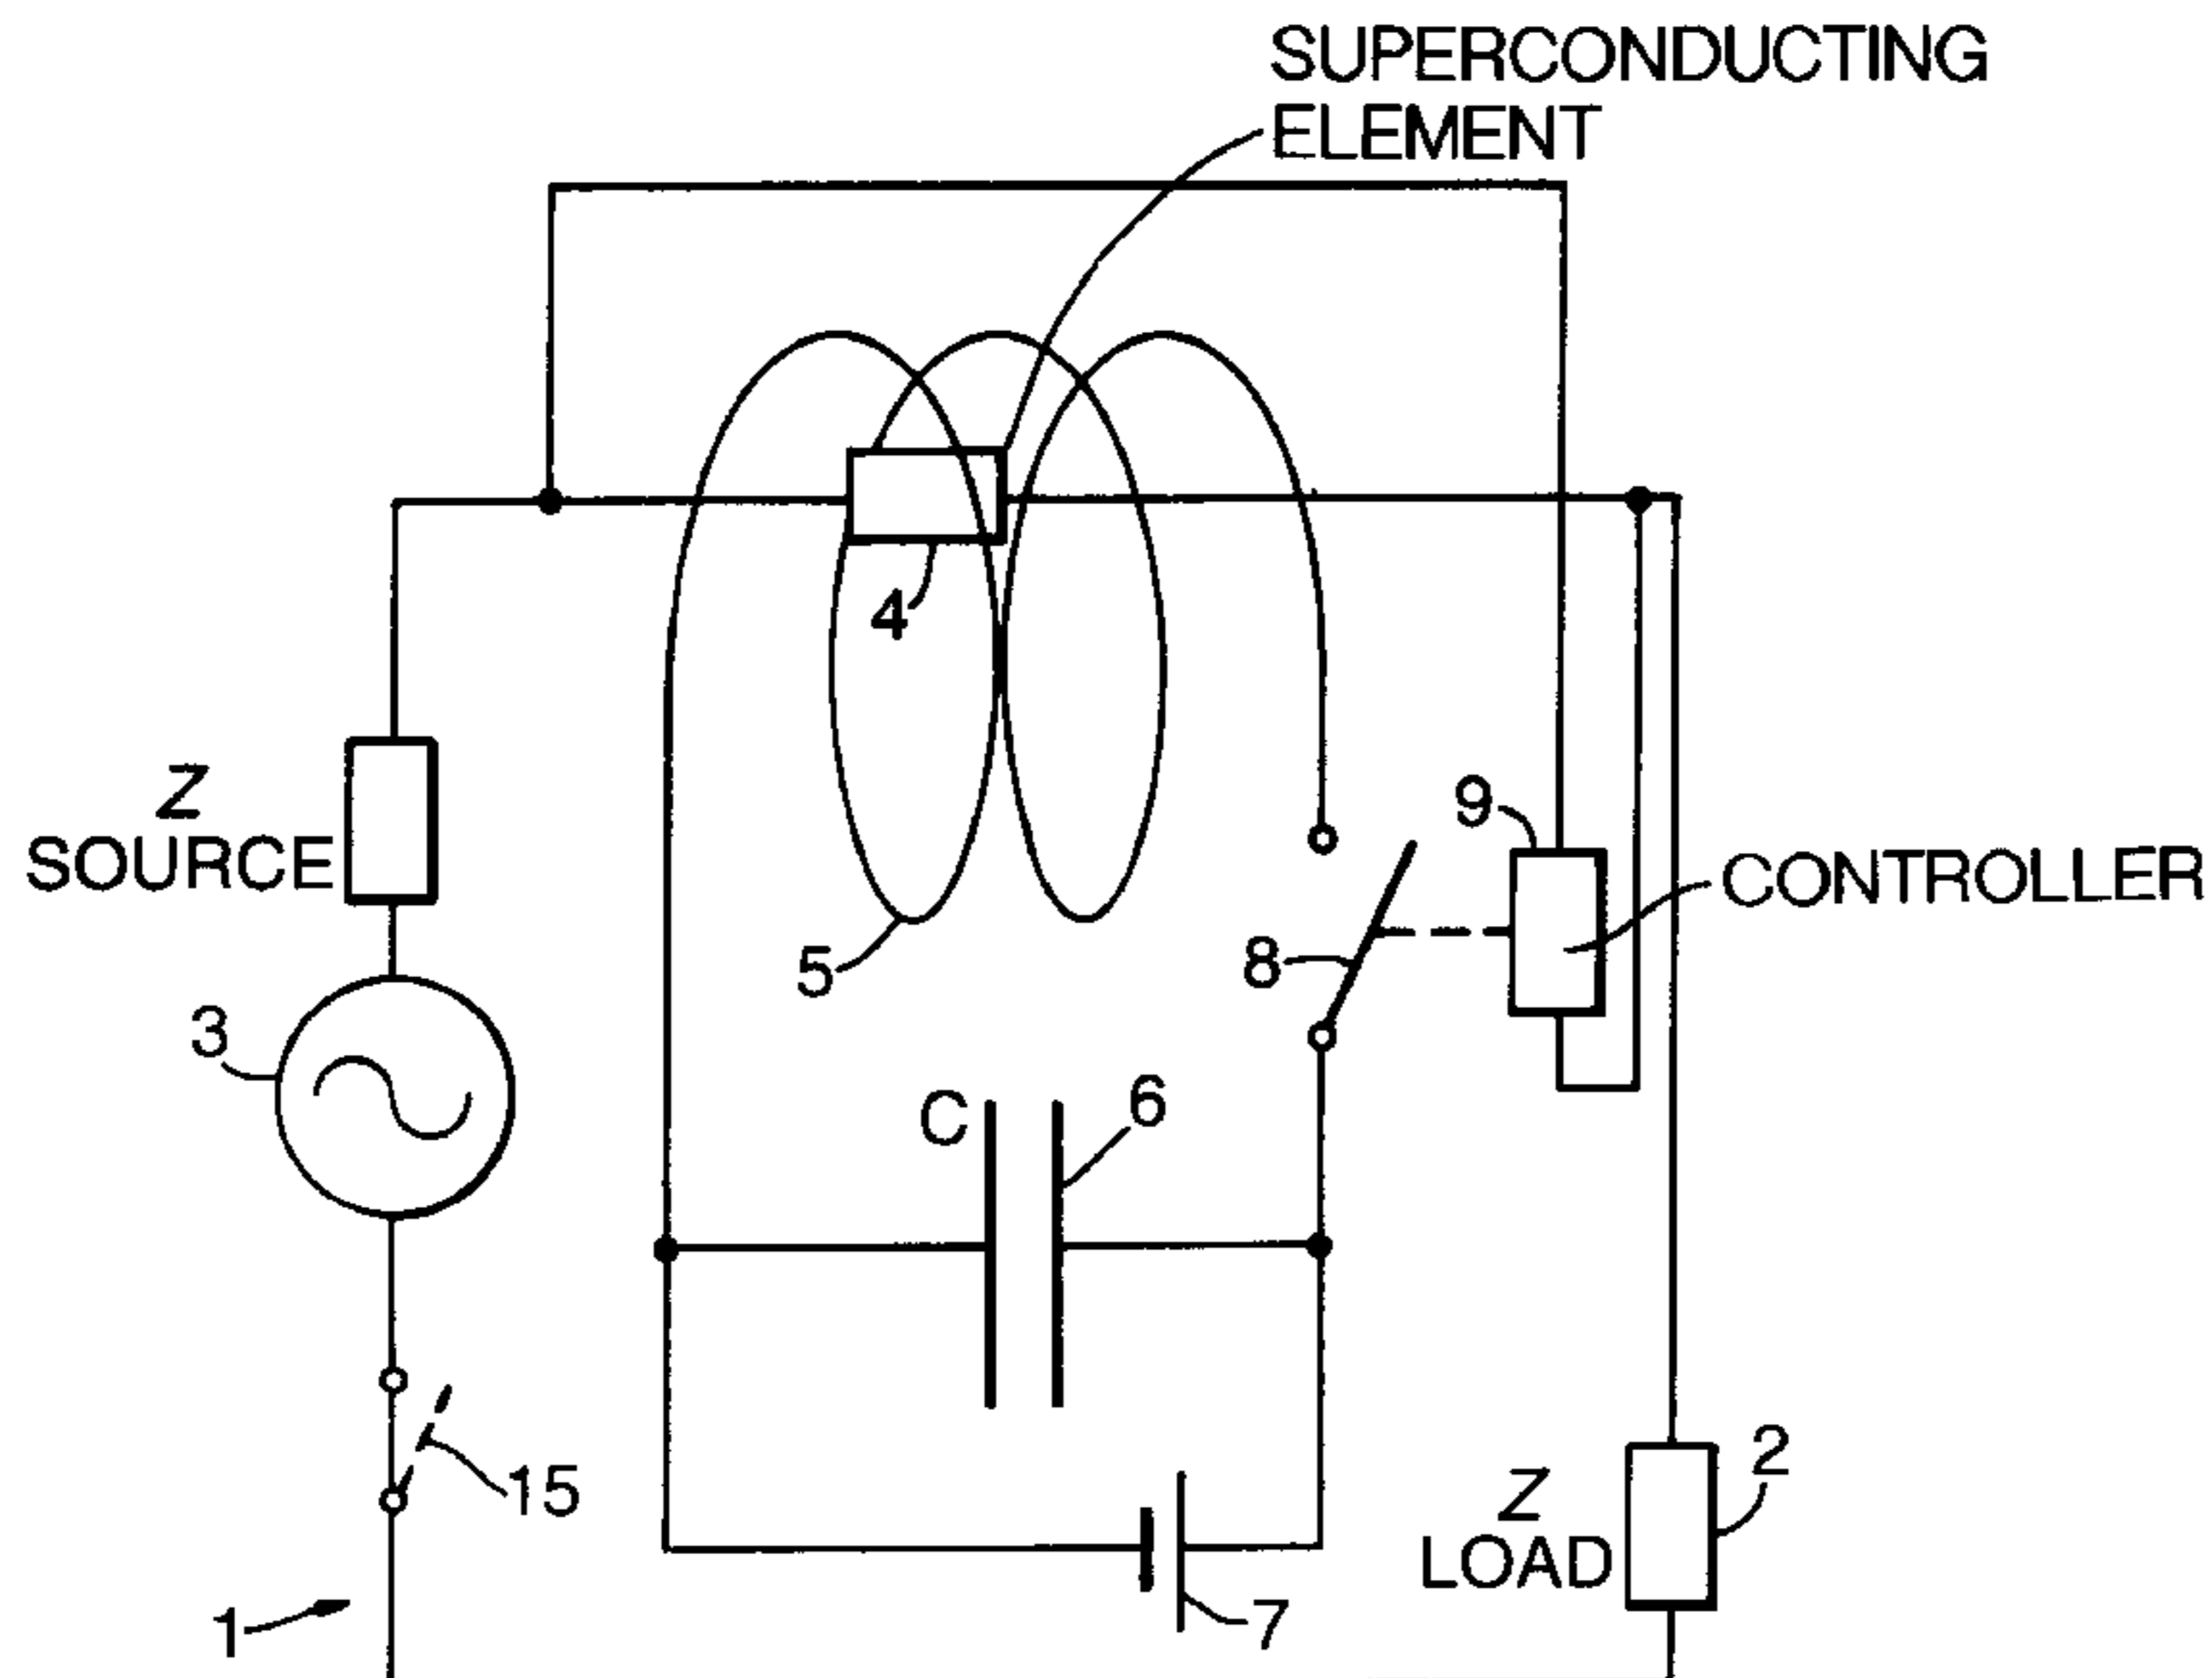 SUPERCONDUCTING
ELEMENT
4
Z
SOURCE
9
CONTROLLER
5
8
3
C
6
15
2
Z
LOAD
1
7